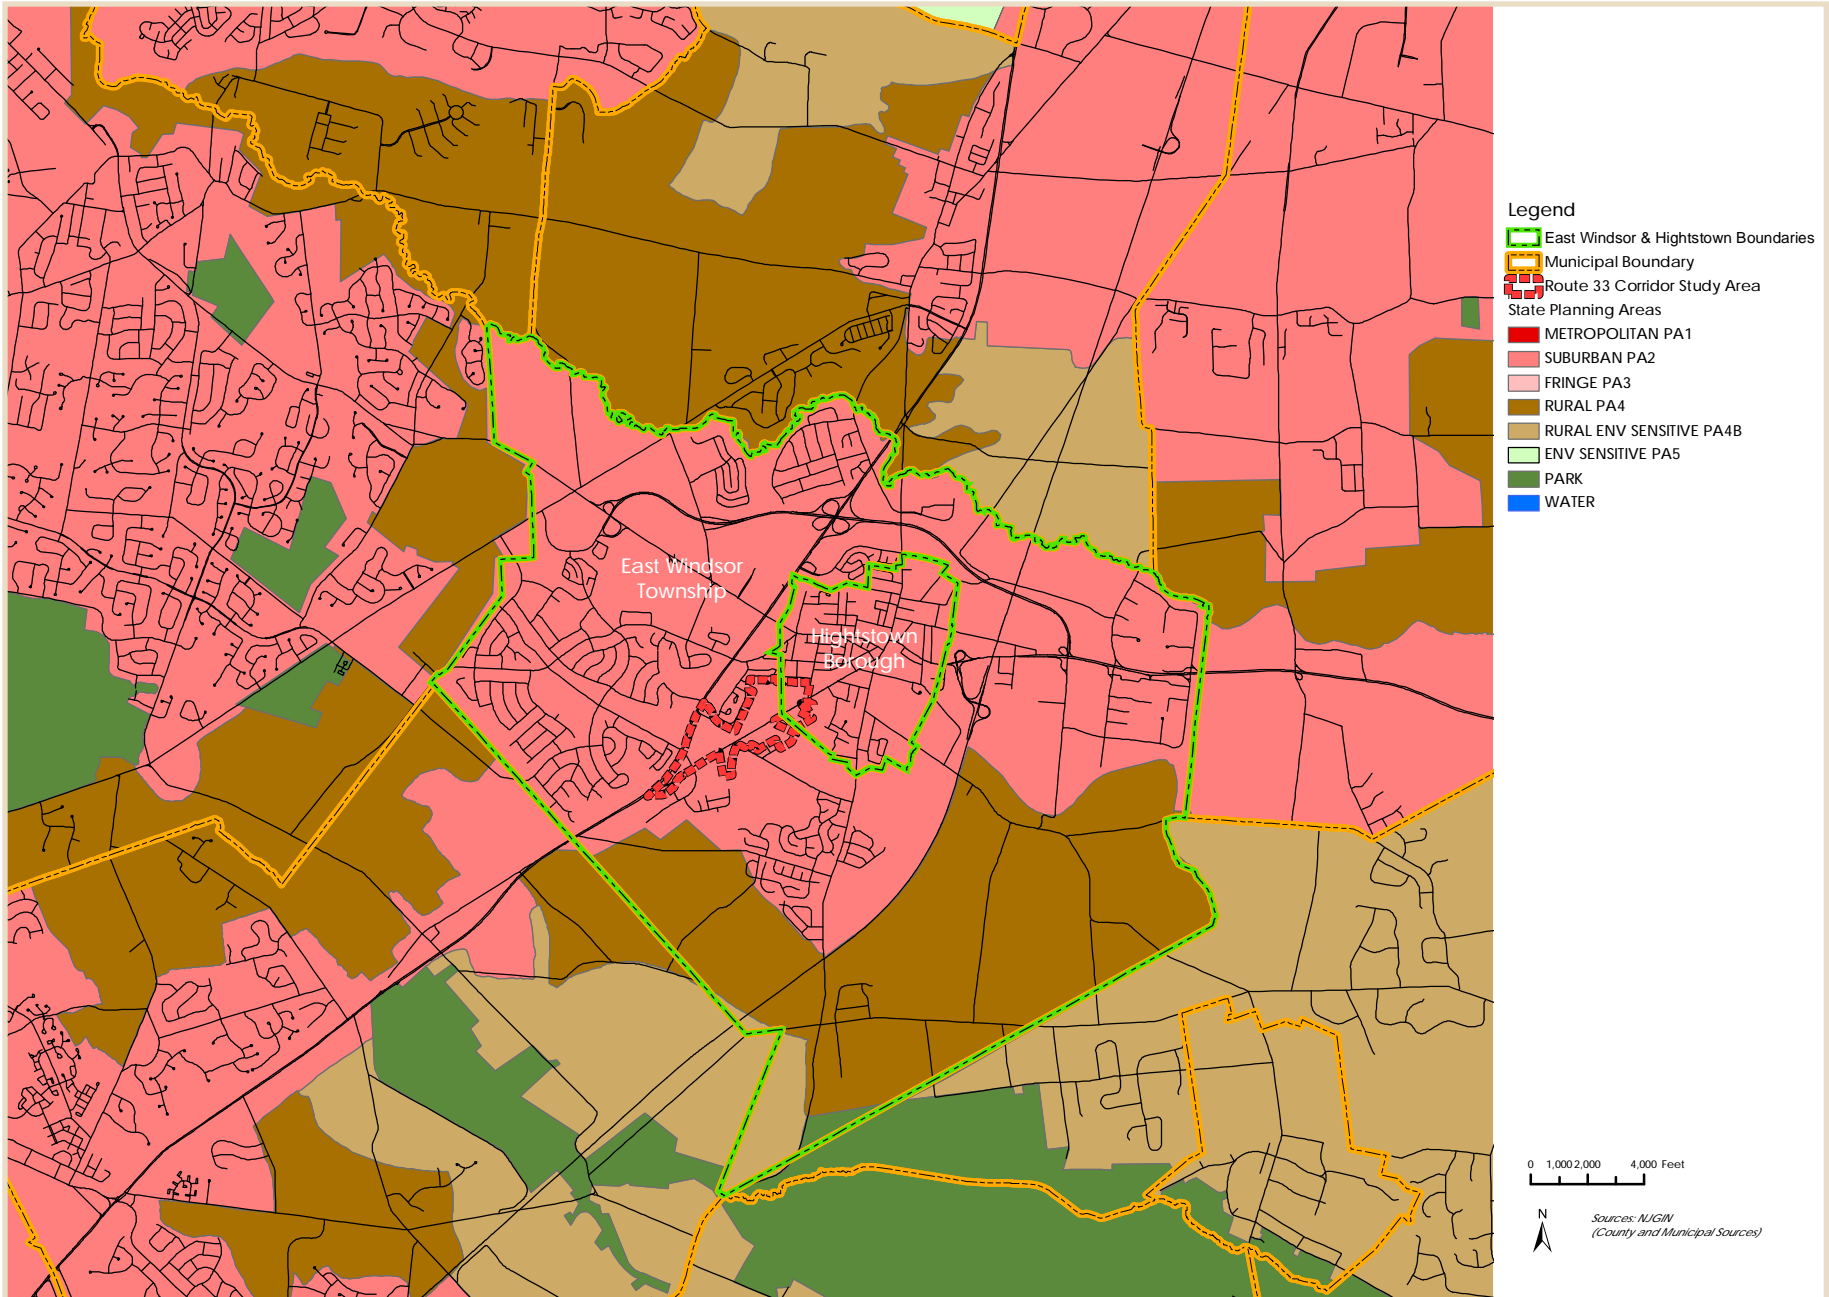 East Windsor
Township
Hightstown
Borough
Legend
East Windsor & Hightstown Boundaries
Municipal Boundary
Route 33 Corridor Study Area
State Planning Areas
METROPOLITAN PA1
SUBURBAN PA2
FRINGE PA3
RURAL PA4
RURAL ENV SENSITIVE PA4B
ENV SENSITIVE PA5
PARK
WATER
0 1,000 2,000 4,000 Feet
N
Sources: NJGIN
(County and Municipal Sources)